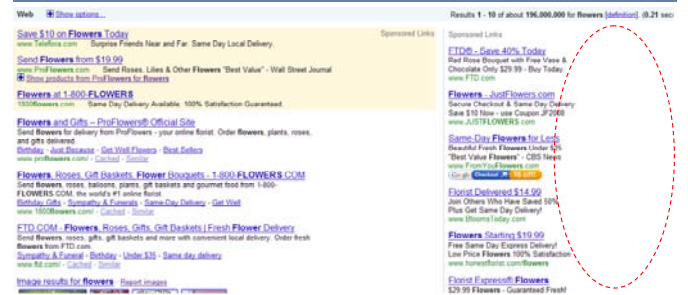 Web Show options... Results 1 - 10 of about 196,000,000 for flowers [definition]. (0.21 sec
Save $10 on Flowers Today
Sponsored Links
www.Teleflora.com Surprise Friends Near and Far. Same Day Local Delivery.
Send Flowers from $19.99
www.ProFlowers.com Send Roses, Lilies & Other Flowers "Best Value" - Wall Street Journal
Show products from ProFlowers for flowers
Flowers at 1-800-FLOWERS
1800flowers.com Same Day Delivery Available. 100% Satisfaction Guaranteed.
Flowers and Gifts – ProFlowers® Official Site
Send flowers for delivery from ProFlowers - your online florist. Order flowers, plants, roses,
and gifts delivered.
Birthday - Just Because - Get Well Flowers - Best Sellers
www.proflowers.com/ - Cached - Similar
Flowers, Roses, Gift Baskets, Flower Bouquets - 1-800-FLOWERS.COM
Send flowers, roses, balloons, plants, gift baskets and gourmet food from 1-800-
FLOWERS.COM, the world's #1 online florist.
Birthday Gifts - Sympathy & Funerals - Same Day Delivery - Get Well
www.1800flowers.com/ - Cached - Similar
FTD.COM - Flowers, Roses, Gifts, Gift Baskets | Fresh Flower Delivery
Send flowers, roses, gifts, gift baskets and more with convenient local delivery. Order fresh
flowers from FTD.com.
Sympathy & Funeral - Birthday - Under $35 - Same day delivery
www.ftd.com/ - Cached - Similar
Image results for flowers Report images
Sponsored Links
FTD® - Save 40% Today
Red Rose Bouquet with Free Vase &
Chocolate Only $29.99 - Buy Today.
www.FTD.com
Flowers - JustFlowers.com
Secure Checkout & Same Day Delivery
Save $10 Now - use Coupon JF2008
www.JUSTFLOWERS.com
Same-Day Flowers for Less
Beautiful Fresh Flowers Under $25
"Best Value Flowers" - CBS News
www.FromYouFlowers.com
Google Checkout
Florist Delivered $14.99
Join Others Who Have Saved 50%
Plus Get Same Day Delivery!
www.BloomsToday.com
Flowers Starting $19.99
Free Same Day Express Delivery!
Low Price Flowers 100% Satisfaction
www.honestflorist.com/flowers
Florist Express® Flowers
$29.99 Flowers - Guaranteed Fresh!